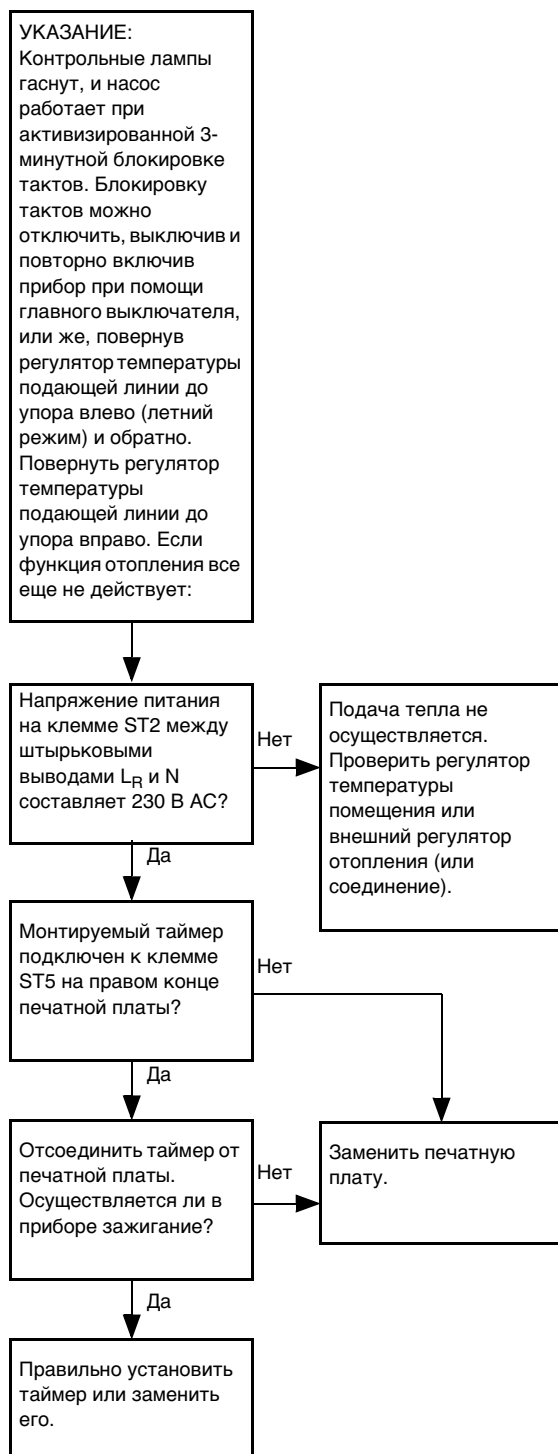 УКАЗАНИЕ:
Контрольные лампы
гаснут, и насос
работает при
активизированной 3-
минутной блокировке
тактов. Блокировку
тактов можно
отключить, выключив и
повторно включив
прибор при помощи
главного выключателя,
или же, повернув
регулятор температуры
подающей линии до
упора влево (летний
режим) и обратно.
Повернуть регулятор
температуры
подающей линии до
упора вправо. Если
функция отопления все
еще не действует:
Напряжение питания
на клемме ST2 между
штырьковыми
выводами LR и N
составляет 230 В AC?
Нет
Подача тепла не
осуществляется.
Проверить регулятор
температуры
помещения или
внешний регулятор
отопления (или
соединение).
Да
Монтируемый таймер
подключен к клемме
ST5 на правом конце
печатной платы?
Нет
Да
Отсоединить таймер от
печатной платы.
Осуществляется ли в
приборе зажигание?
Нет
Заменить печатную
плату.
Да
Правильно установить
таймер или заменить
его.